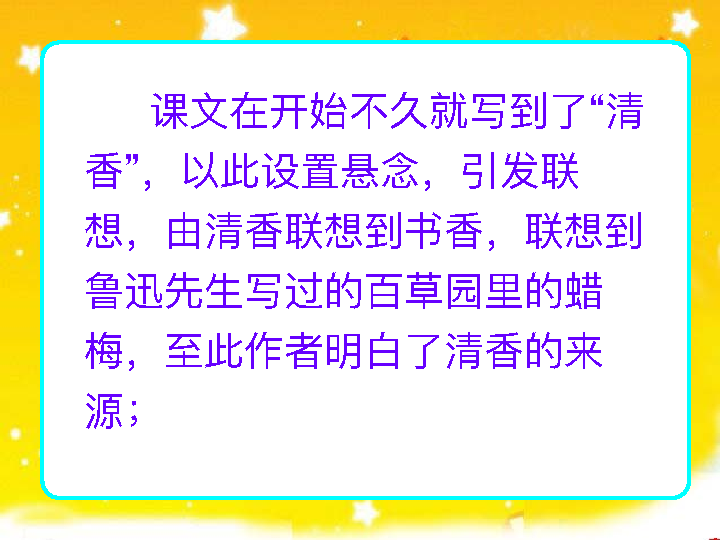 课文在开始不久就写到了“清
香”，以此设置悬念，引发联
想，由清香联想到书香，联想到
鲁迅先生写过的百草园里的蜡
梅，至此作者明白了清香的来
源；